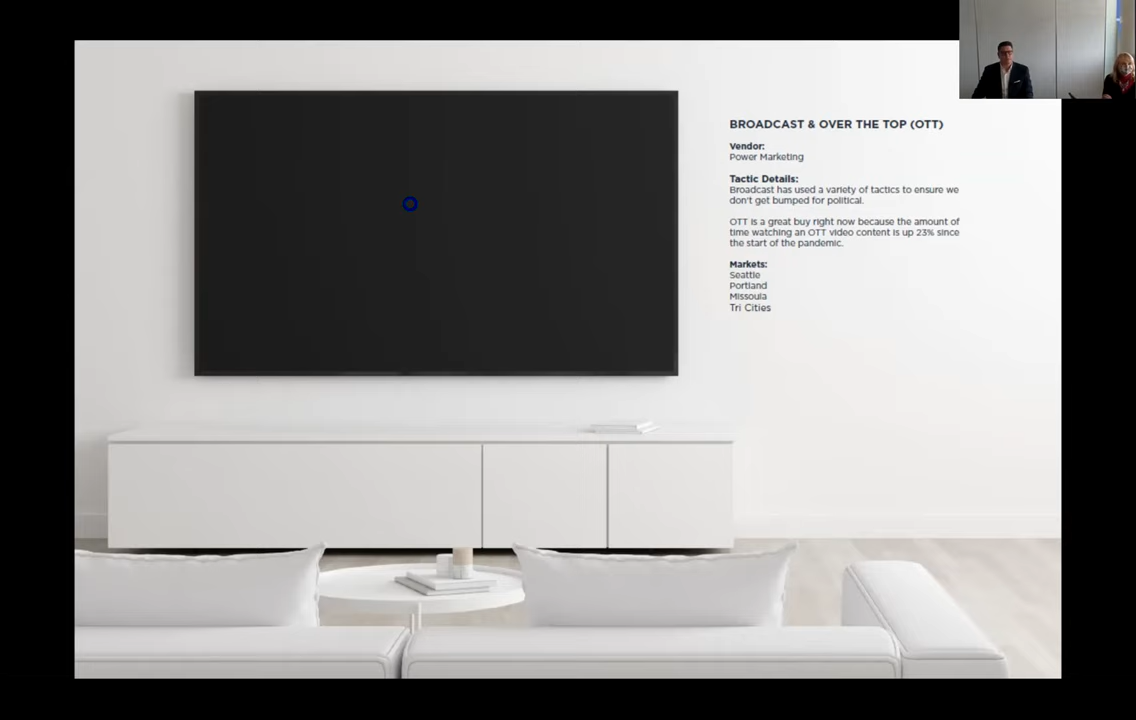 BROADCAST & OVER THE TOP (OTT)
Vendor:
Power Marketing
Tactic Details:
Broadcast has used a variety of tactics to ensure we
don't get bumped for political.
OTT is a great buy right now because the amount of
time watching an OTT video content is up 23% since
the start of the pandemic.
Markets:
Seattle
Portland
Missoula
Tri Cities